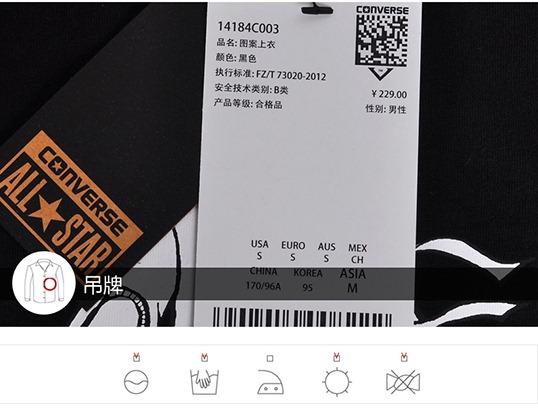 CONVERSE
14184C003
品名: 图案上衣
颜色: 黑色
执行标准: FZ/T 73020-2012
安全技术类别: B类
¥ 229.00
产品等级: 合格品
性别: 男性
CONVERSE
ALL STAR
USA EURO AUS MEX
S S S CH
CHINA KOREA ASIA
170/96A 95 M
吊牌